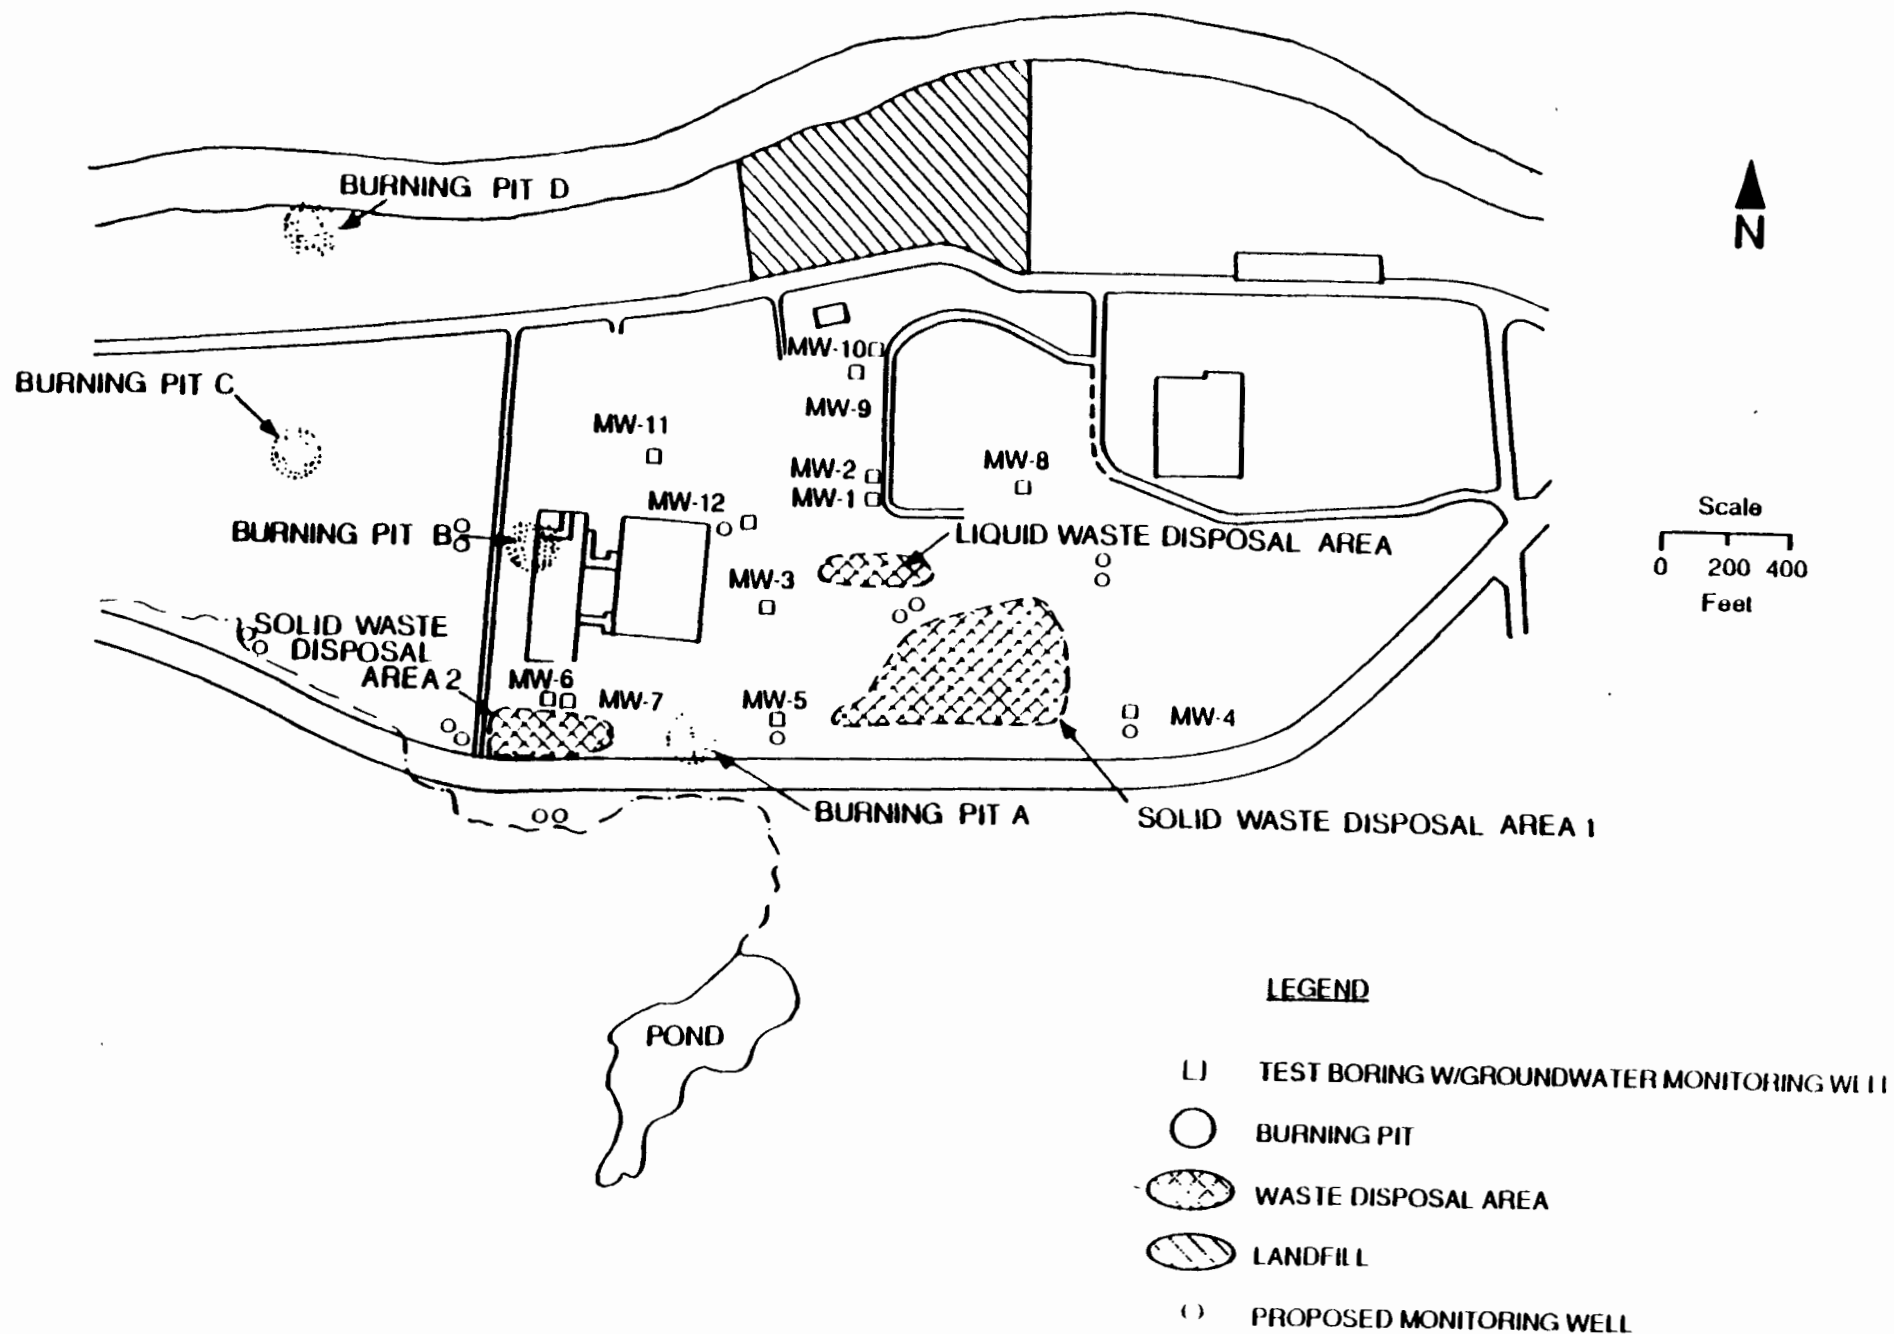 BURNING PIT D
N
BURNING PIT C
MW-10
MW-9
MW-11
MW-2
MW-1
MW-8
MW-12
BURNING PIT B
LIQUID WASTE DISPOSAL AREA
Scale
0 200 400
Feet
MW-3
SOLID WASTE
DISPOSAL
AREA 2
MW-6
MW-7
MW-5
MW-4
BURNING PIT A
SOLID WASTE DISPOSAL AREA 1
POND
LEGEND
TEST BORING W/GROUNDWATER MONITORING WELL
BURNING PIT
WASTE DISPOSAL AREA
LANDFILL
PROPOSED MONITORING WELL